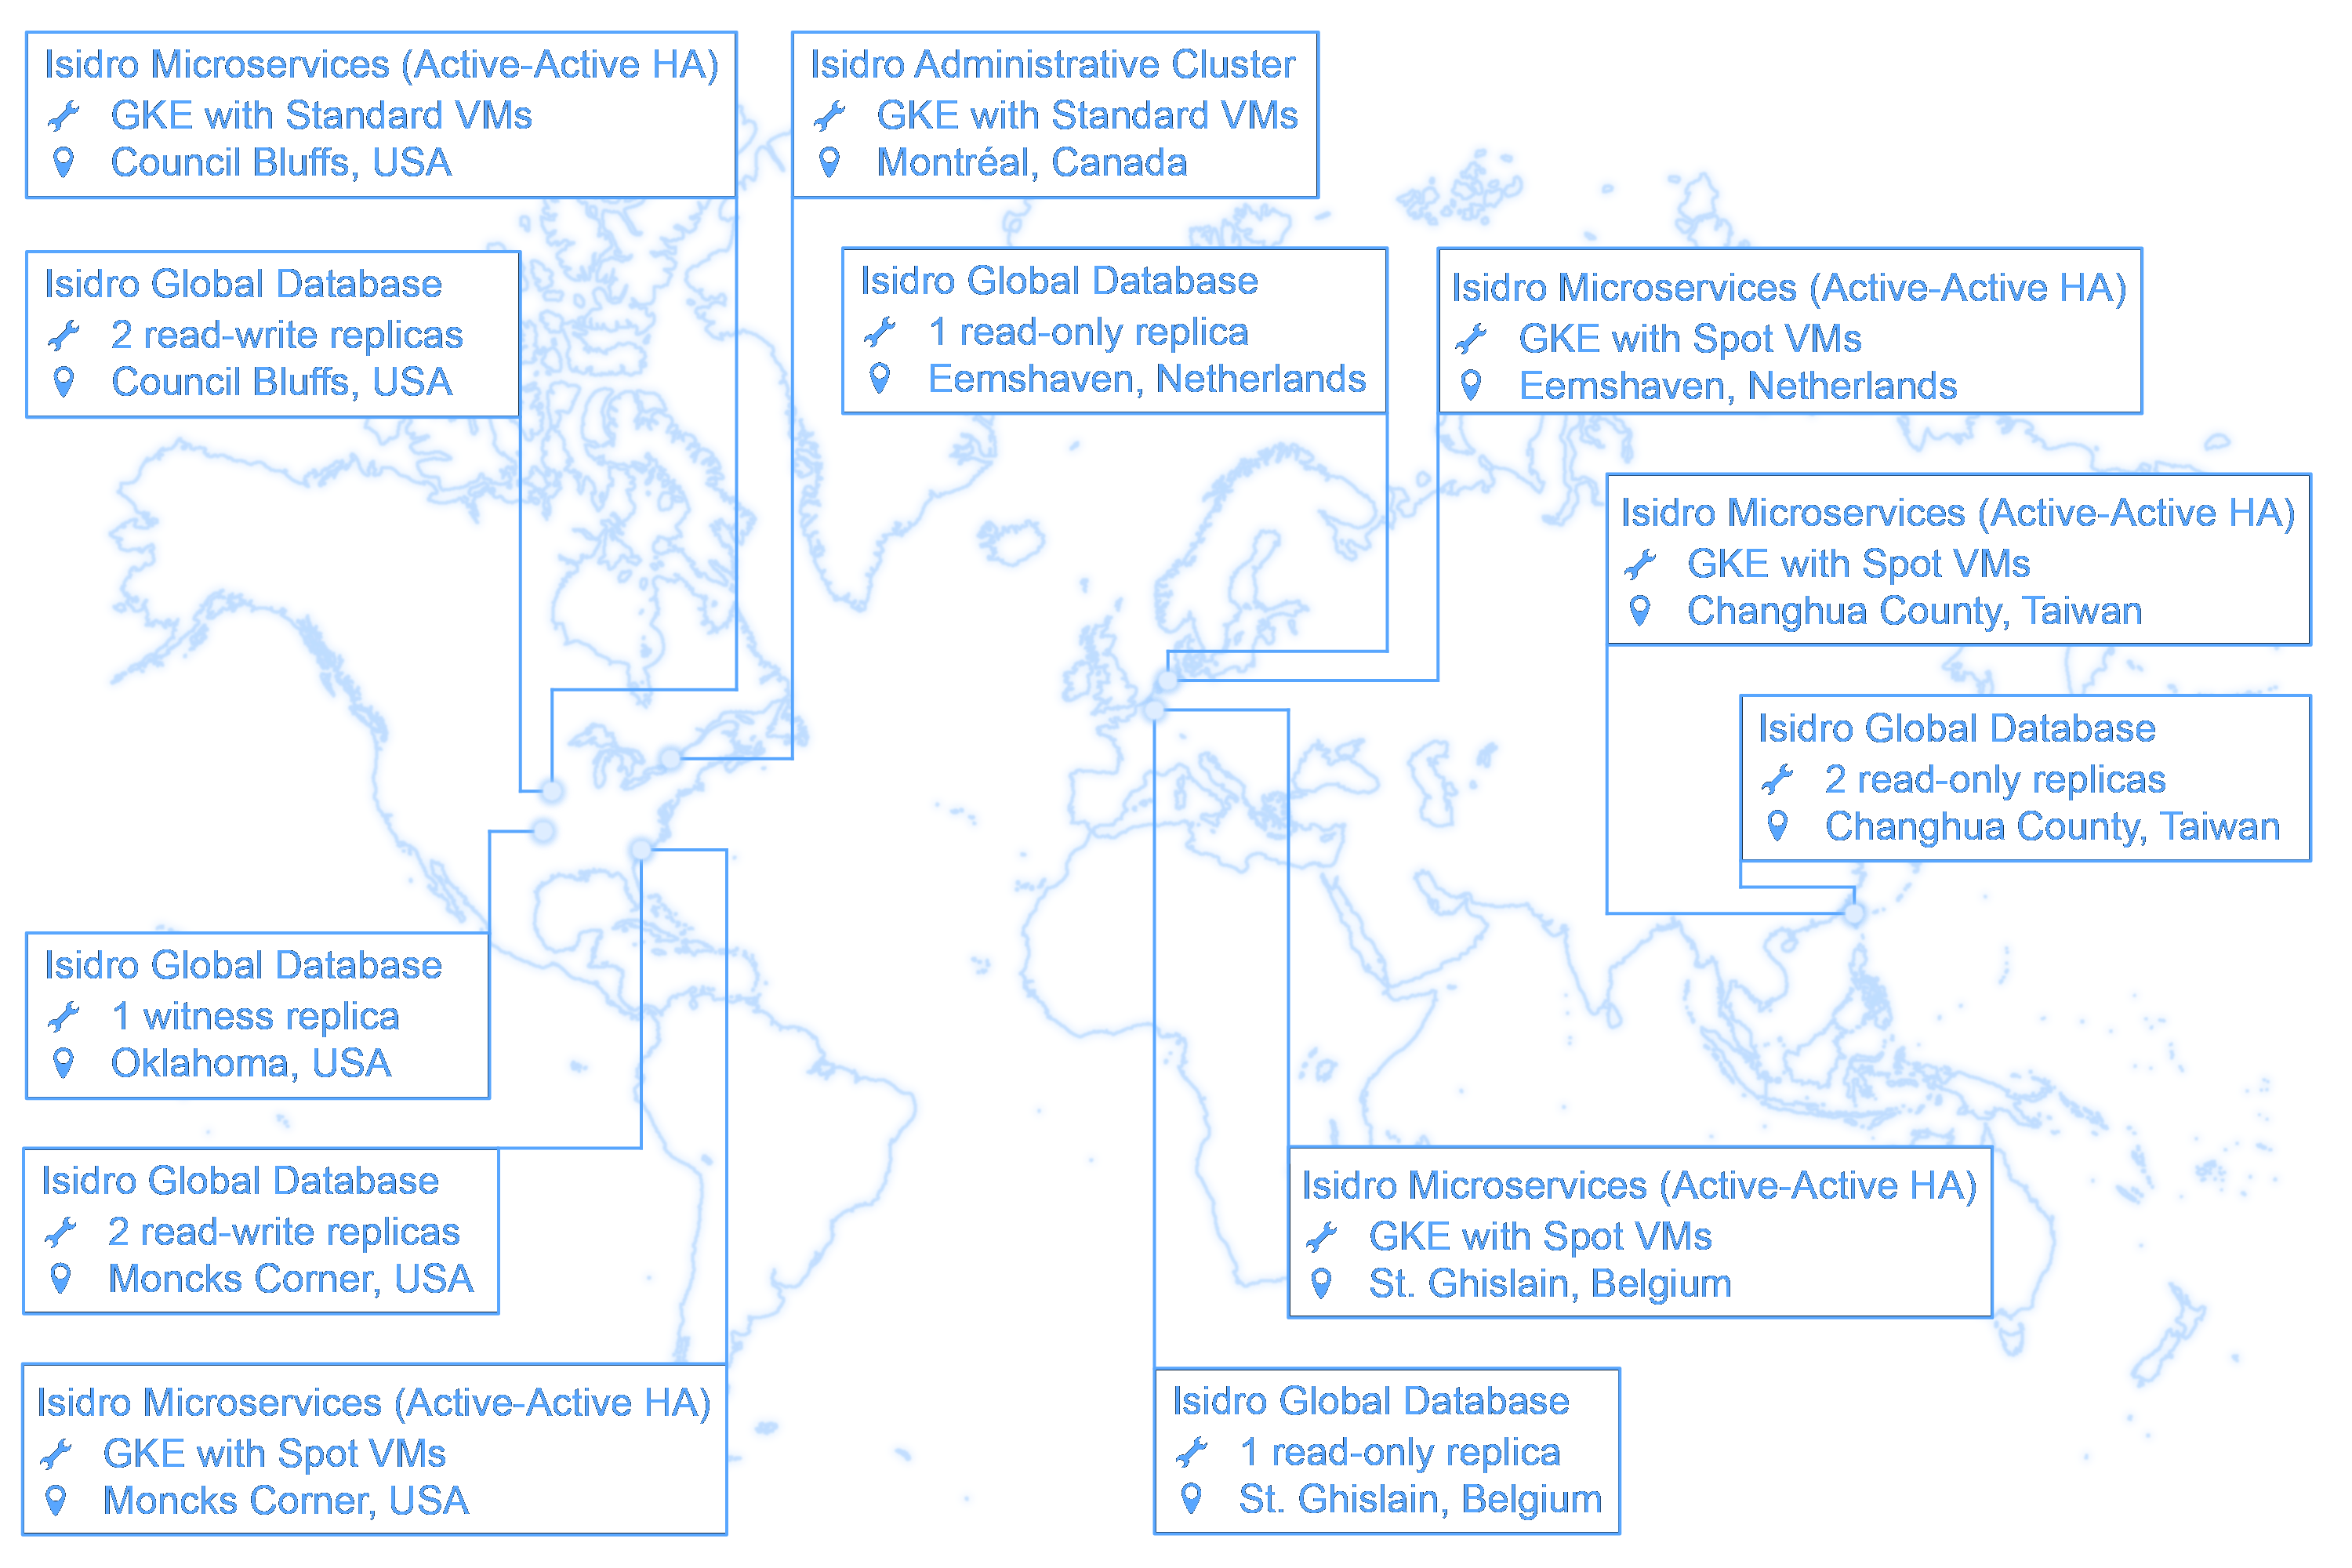 Isidro Microservices (Active-Active HA)
GKE with Standard VMs
Council Bluffs, USA
Isidro Administrative Cluster
GKE with Standard VMs
Montréal, Canada
Isidro Global Database
2 read-write replicas
Council Bluffs, USA
Isidro Global Database
1 read-only replica
Eemshaven, Netherlands
Isidro Microservices (Active-Active HA)
GKE with Spot VMs
Eemshaven, Netherlands
Isidro Microservices (Active-Active HA)
GKE with Spot VMs
Changhua County, Taiwan
Isidro Global Database
2 read-only replicas
Changhua County, Taiwan
Isidro Global Database
1 witness replica
Oklahoma, USA
Isidro Global Database
2 read-write replicas
Moncks Corner, USA
Isidro Microservices (Active-Active HA)
GKE with Spot VMs
St. Ghislain, Belgium
Isidro Microservices (Active-Active HA)
GKE with Spot VMs
Moncks Corner, USA
Isidro Global Database
1 read-only replica
St. Ghislain, Belgium